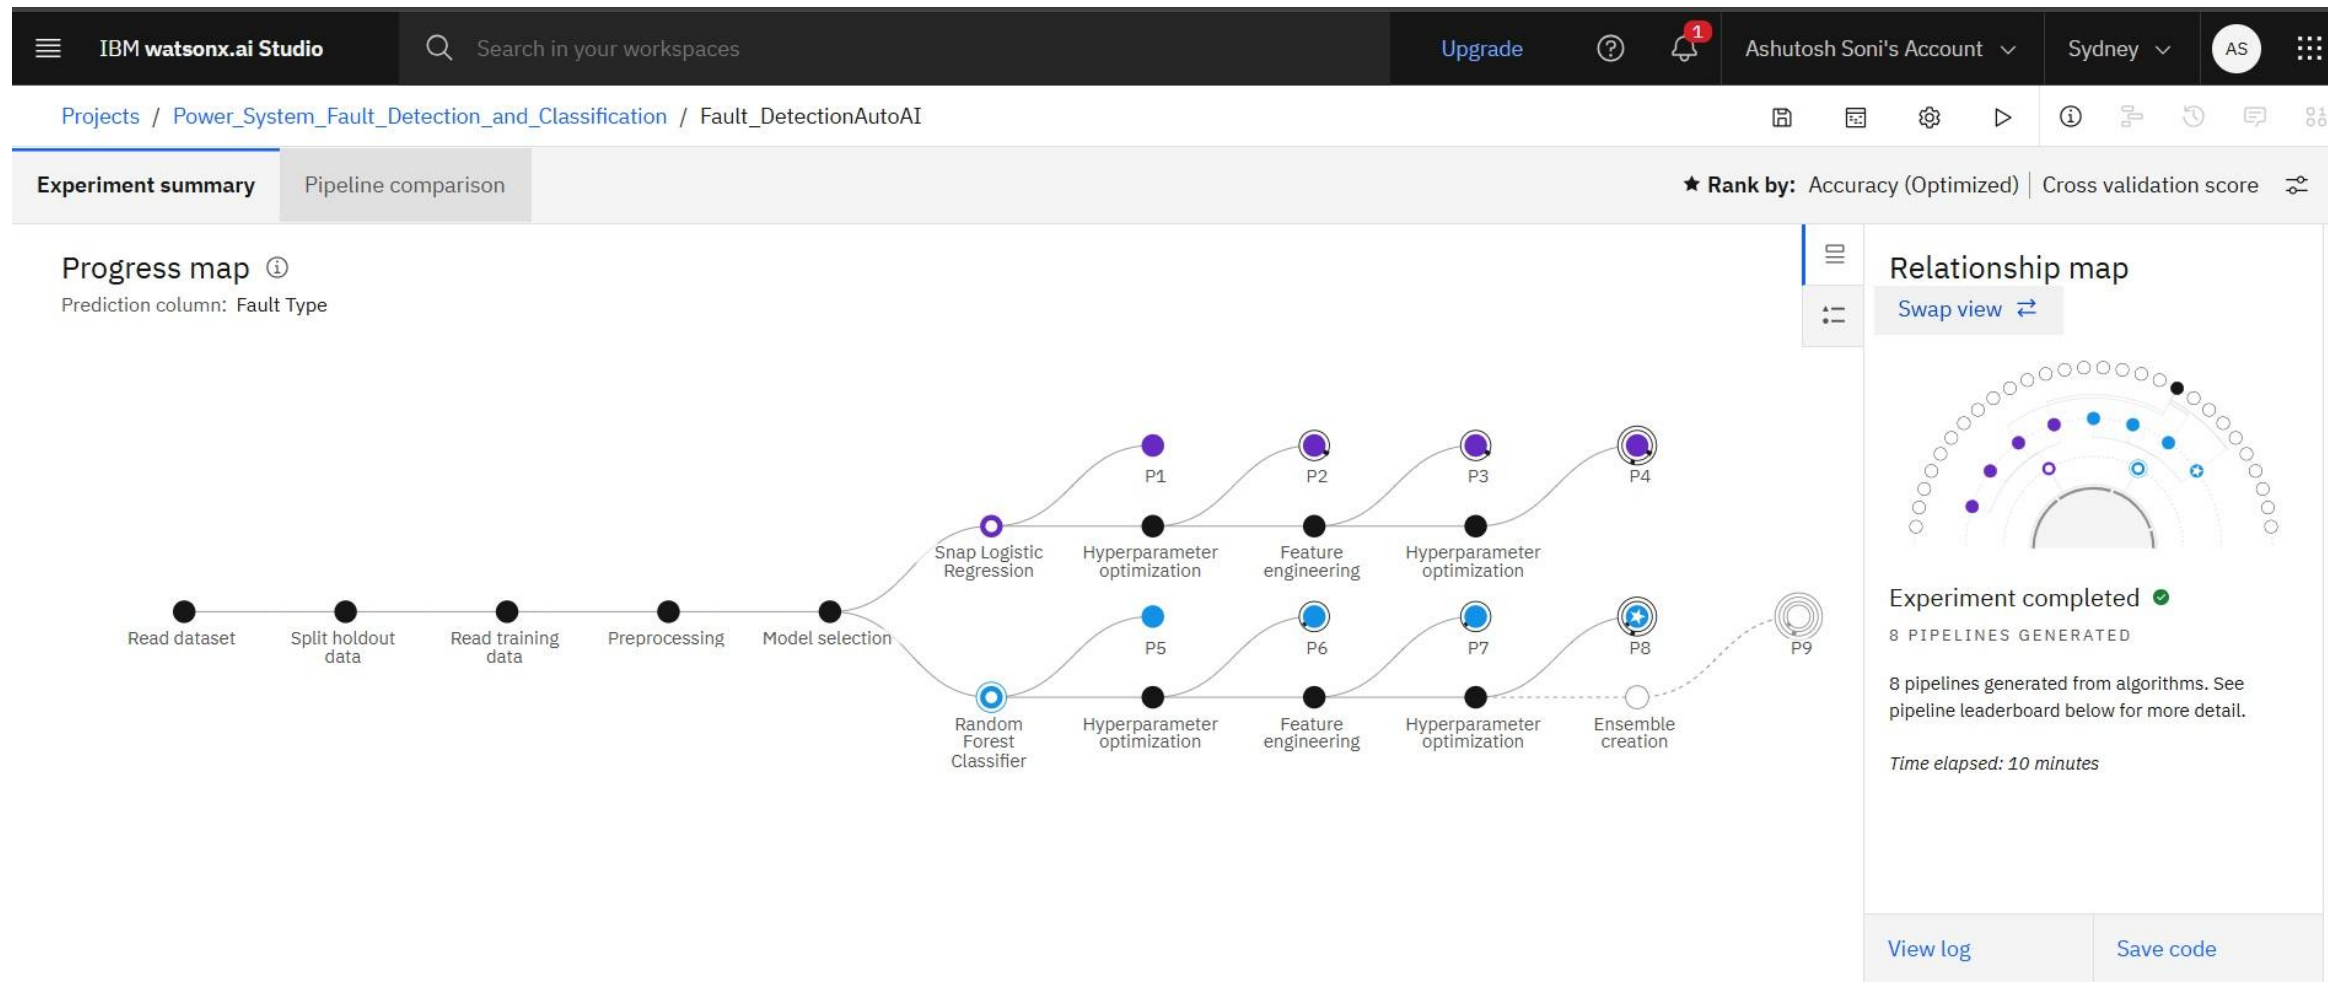 IBM watsonx.ai Studio
Search in your workspaces
Upgrade
1
Ashutosh Soni's Account
Sydney
AS
Projects / Power_System_Fault_Detection_and_Classification / Fault_DetectionAutoAI
Experiment summary
Pipeline comparison
Rank by: Accuracy (Optimized) | Cross validation score
Progress map
Prediction column: Fault Type
P1
P2
P3
P4
Snap Logistic
Regression
Hyperparameter
optimization
Feature
engineering
Hyperparameter
optimization
Read dataset
Split holdout
data
Read training
data
Preprocessing
Model selection
P5
P6
P7
P8
P9
Random
Forest
Classifier
Hyperparameter
optimization
Feature
engineering
Hyperparameter
optimization
Ensemble
creation
Relationship map
Swap view
Experiment completed
8 PIPELINES GENERATED
8 pipelines generated from algorithms. See
pipeline leaderboard below for more detail.
Time elapsed: 10 minutes
View log
Save code